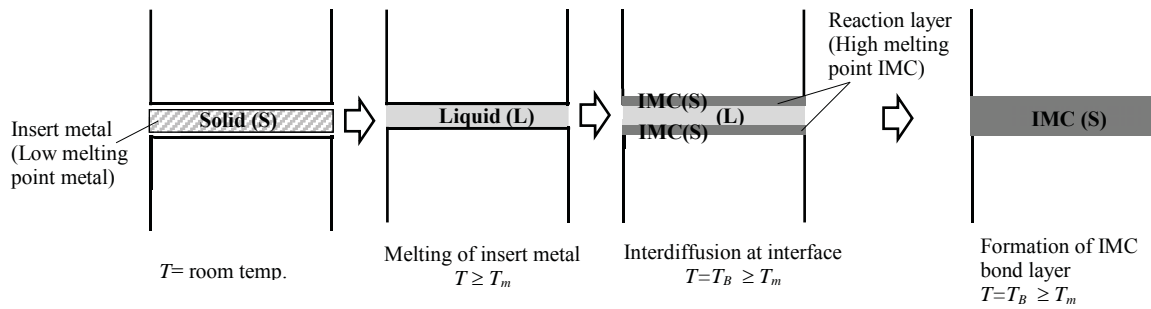 Insert metal
(Low melting
point metal)
Solid (S)
T= room temp.
Liquid (L)
Melting of insert metal
T ≥ Tm
IMC(S)
(L)
IMC(S)
Interdiffusion at interface
T=TB ≥ Tm
Reaction layer
(High melting
point IMC)
IMC (S)
Formation of IMC
bond layer
T=TB ≥ Tm